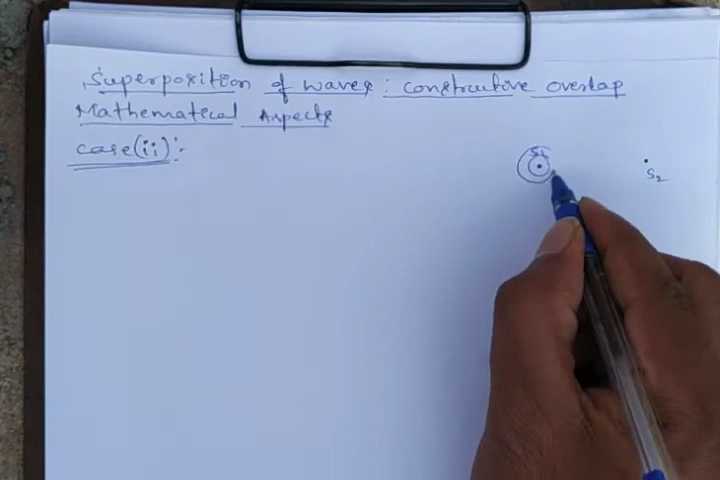 Superposition of waves : constructive overlap
Mathematical Aspects
case(ii):-
S1
S2